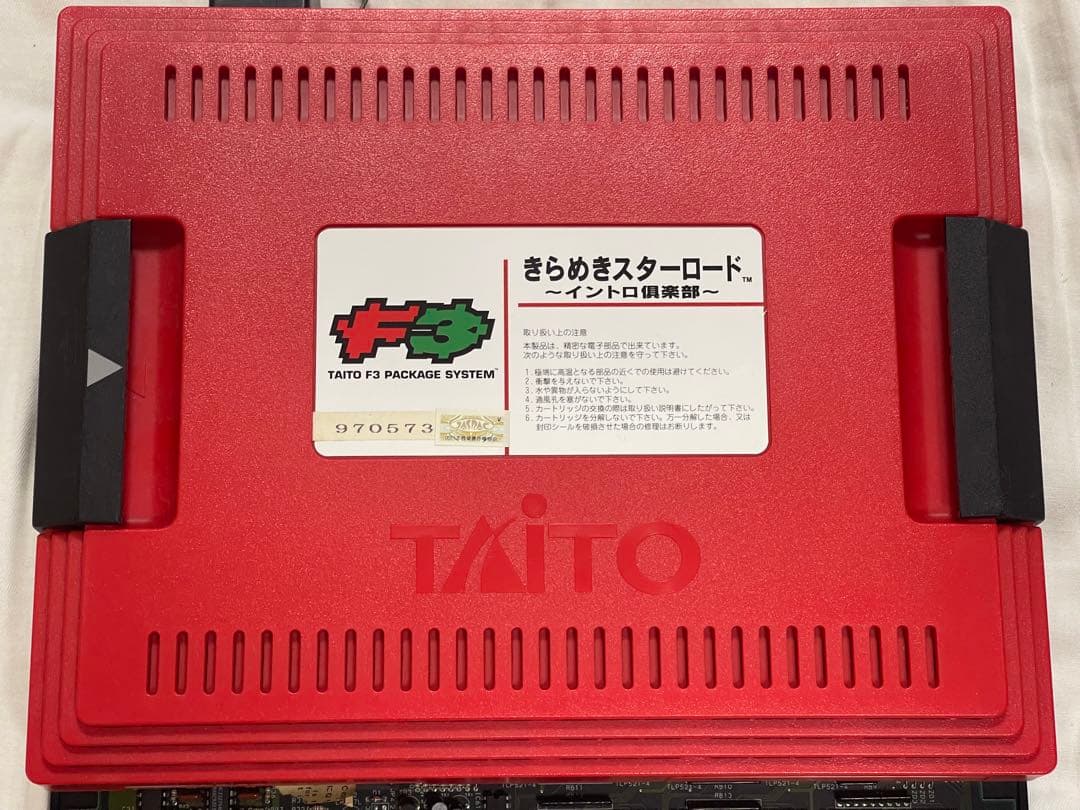 きらめきスターロード™
～イントロ倶楽部～
F3
TAITO F3 PACKAGE SYSTEM™
取り扱い上の注意
本製品は、精密な電子部品で出来ています。
次のような取り扱い上の注意を守って下さい。
1. 極端に高温となる部品の近くでの使用は避けてください。
2. 衝撃を与えないで下さい。
3. 水や異物が入らないようにして下さい。
4. 通風孔を塞がないで下さい。
5. カートリッジの交換の際は取り扱い説明書にしたがって下さい。
6. カートリッジを分解しないで下さい。万一分解した場合、又は
封印シールを破損させた場合の修理はお断りします。
970573
JASRAC
TAITO
TLP521-4
RB11
TLP521-4
RB10
TLP521-4
RB9